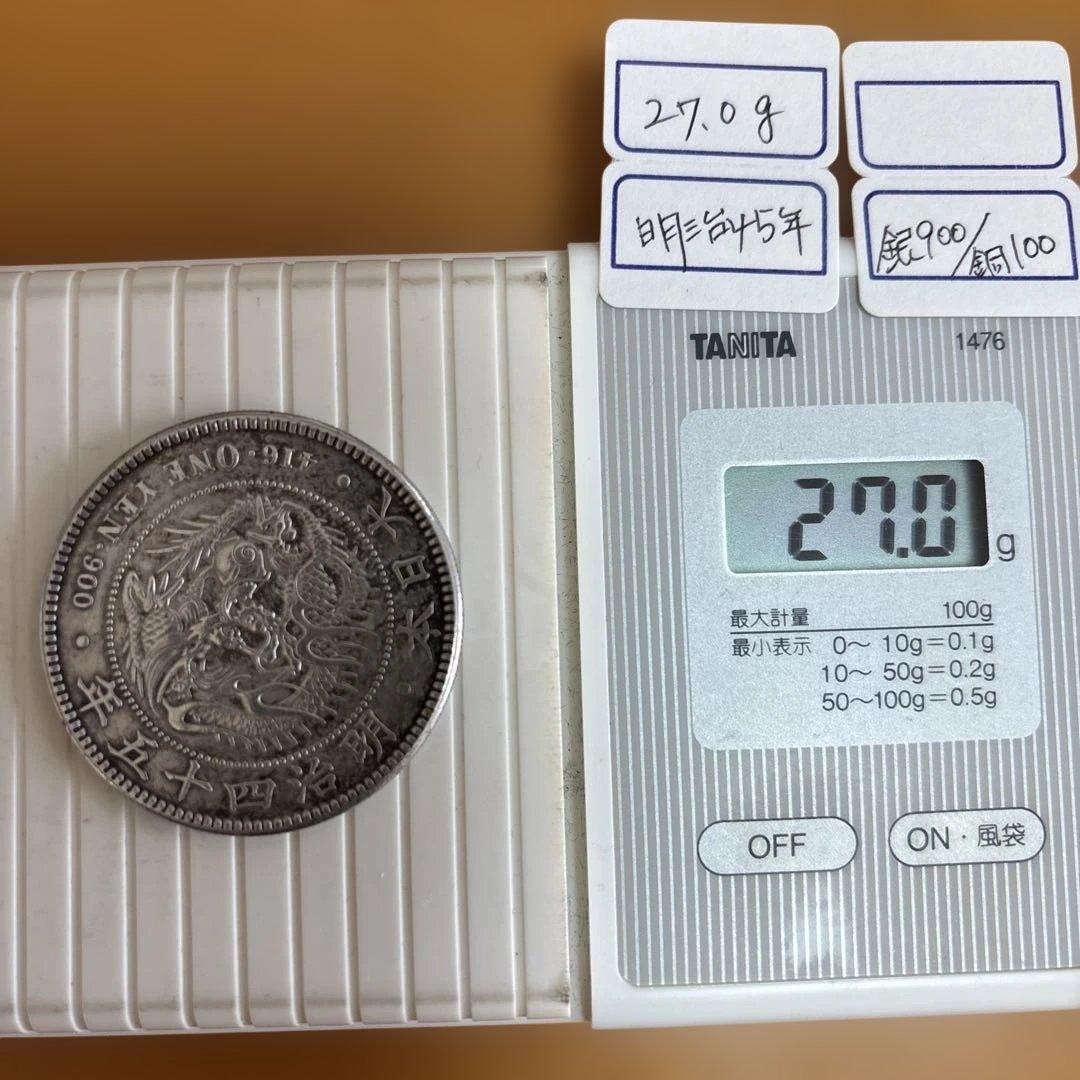 27.0g
明治45年
銀900/銅100
TANITA
1476
27.0 g
最大計量 100g
最小表示 0〜 10g=0.1g
10〜 50g=0.2g
50〜100g=0.5g
OFF
ON・風袋
大日本・明治四十五年
416・ONE YEN・900